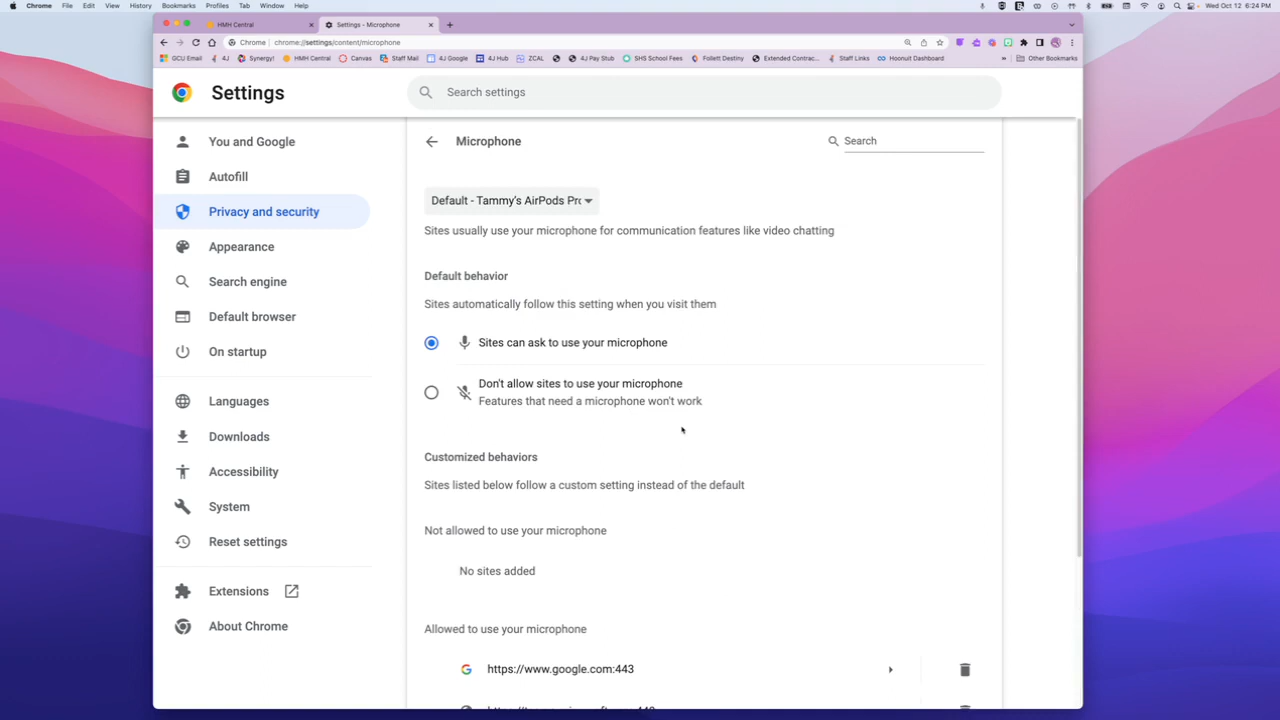 Chrome File Edit View History Bookmarks Profiles Tab Window Help Wed Oct 12 6:24 PM
HMH Central Settings - Microphone
Chrome chrome://settings/content/microphone
GCU Email 4J Synergy! HMH Central Canvas Staff Mail 4J Google 4J Hub ZCAL 4J Pay Stub SHS School Fees Follett Destiny Extended Contrac... Staff Links Hoonuit Dashboard » Other Bookmarks
Settings
Search settings
You and Google
Autofill
Privacy and security
Appearance
Search engine
Default browser
On startup
Languages
Downloads
Accessibility
System
Reset settings
Extensions
About Chrome
Microphone
Search
Default - Tammy's AirPods Pro
Sites usually use your microphone for communication features like video chatting
Default behavior
Sites automatically follow this setting when you visit them
Sites can ask to use your microphone
Don't allow sites to use your microphone
Features that need a microphone won't work
Customized behaviors
Sites listed below follow a custom setting instead of the default
Not allowed to use your microphone
No sites added
Allowed to use your microphone
https://www.google.com:443